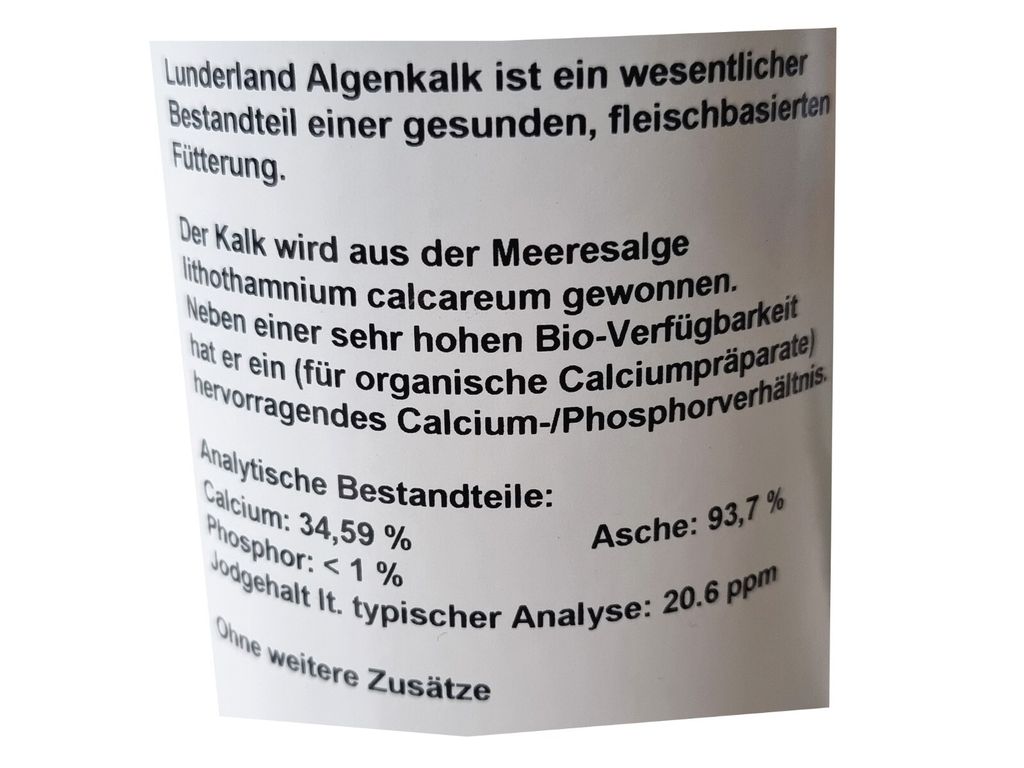 Lunderland Algenkalk ist ein wesentlicher
Bestandteil einer gesunden, fleischbasierten
Fütterung.
Der Kalk wird aus der Meeresalge
lithothamnium calcareum gewonnen.
Neben einer sehr hohen Bio-Verfügbarkeit
hat er ein (für organische Calciumpräparate)
hervorragendes Calcium-/Phosphorverhältnis.
Analytische Bestandteile:
Calcium: 34,59 % Asche: 93,7 %
Phosphor: < 1 %
Jodgehalt lt. typischer Analyse: 20.6 ppm
Ohne weitere Zusätze